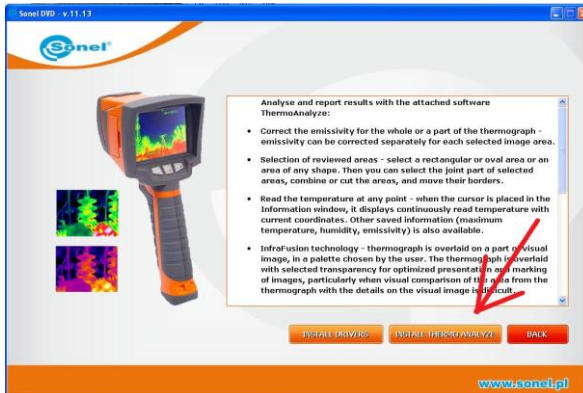 Sonel DVD - v.11.13
Sonel®
Analyse and report results with the attached software
ThermoAnalyze:
• Correct the emissivity for the whole or a part of the thermograph -
emissivity can be corrected separately for each selected image area.
• Selection of reviewed areas - select a rectangular or oval area or an
area of any shape. Then you can select the joint part of selected
areas, combine or cut the areas, and move their borders.
• Read the temperature at any point - when the cursor is placed in the
Information window, it displays continuously read temperature with
current coordinates. Other saved information (maximum
temperature, humidity, emissivity) is also available.
• InfraFusion technology - thermograph is overlaid on a part of visual
image, in a palette chosen by the user. The thermograph is overlaid
with selected transparency for optimized presentation and marking
of images, particularly when visual comparison of the area from the
thermograph with the details on the visual image is difficult.
INSTALL DRIVERS
INSTALL THERMO ANALYZE
BACK
www.sonel.pl